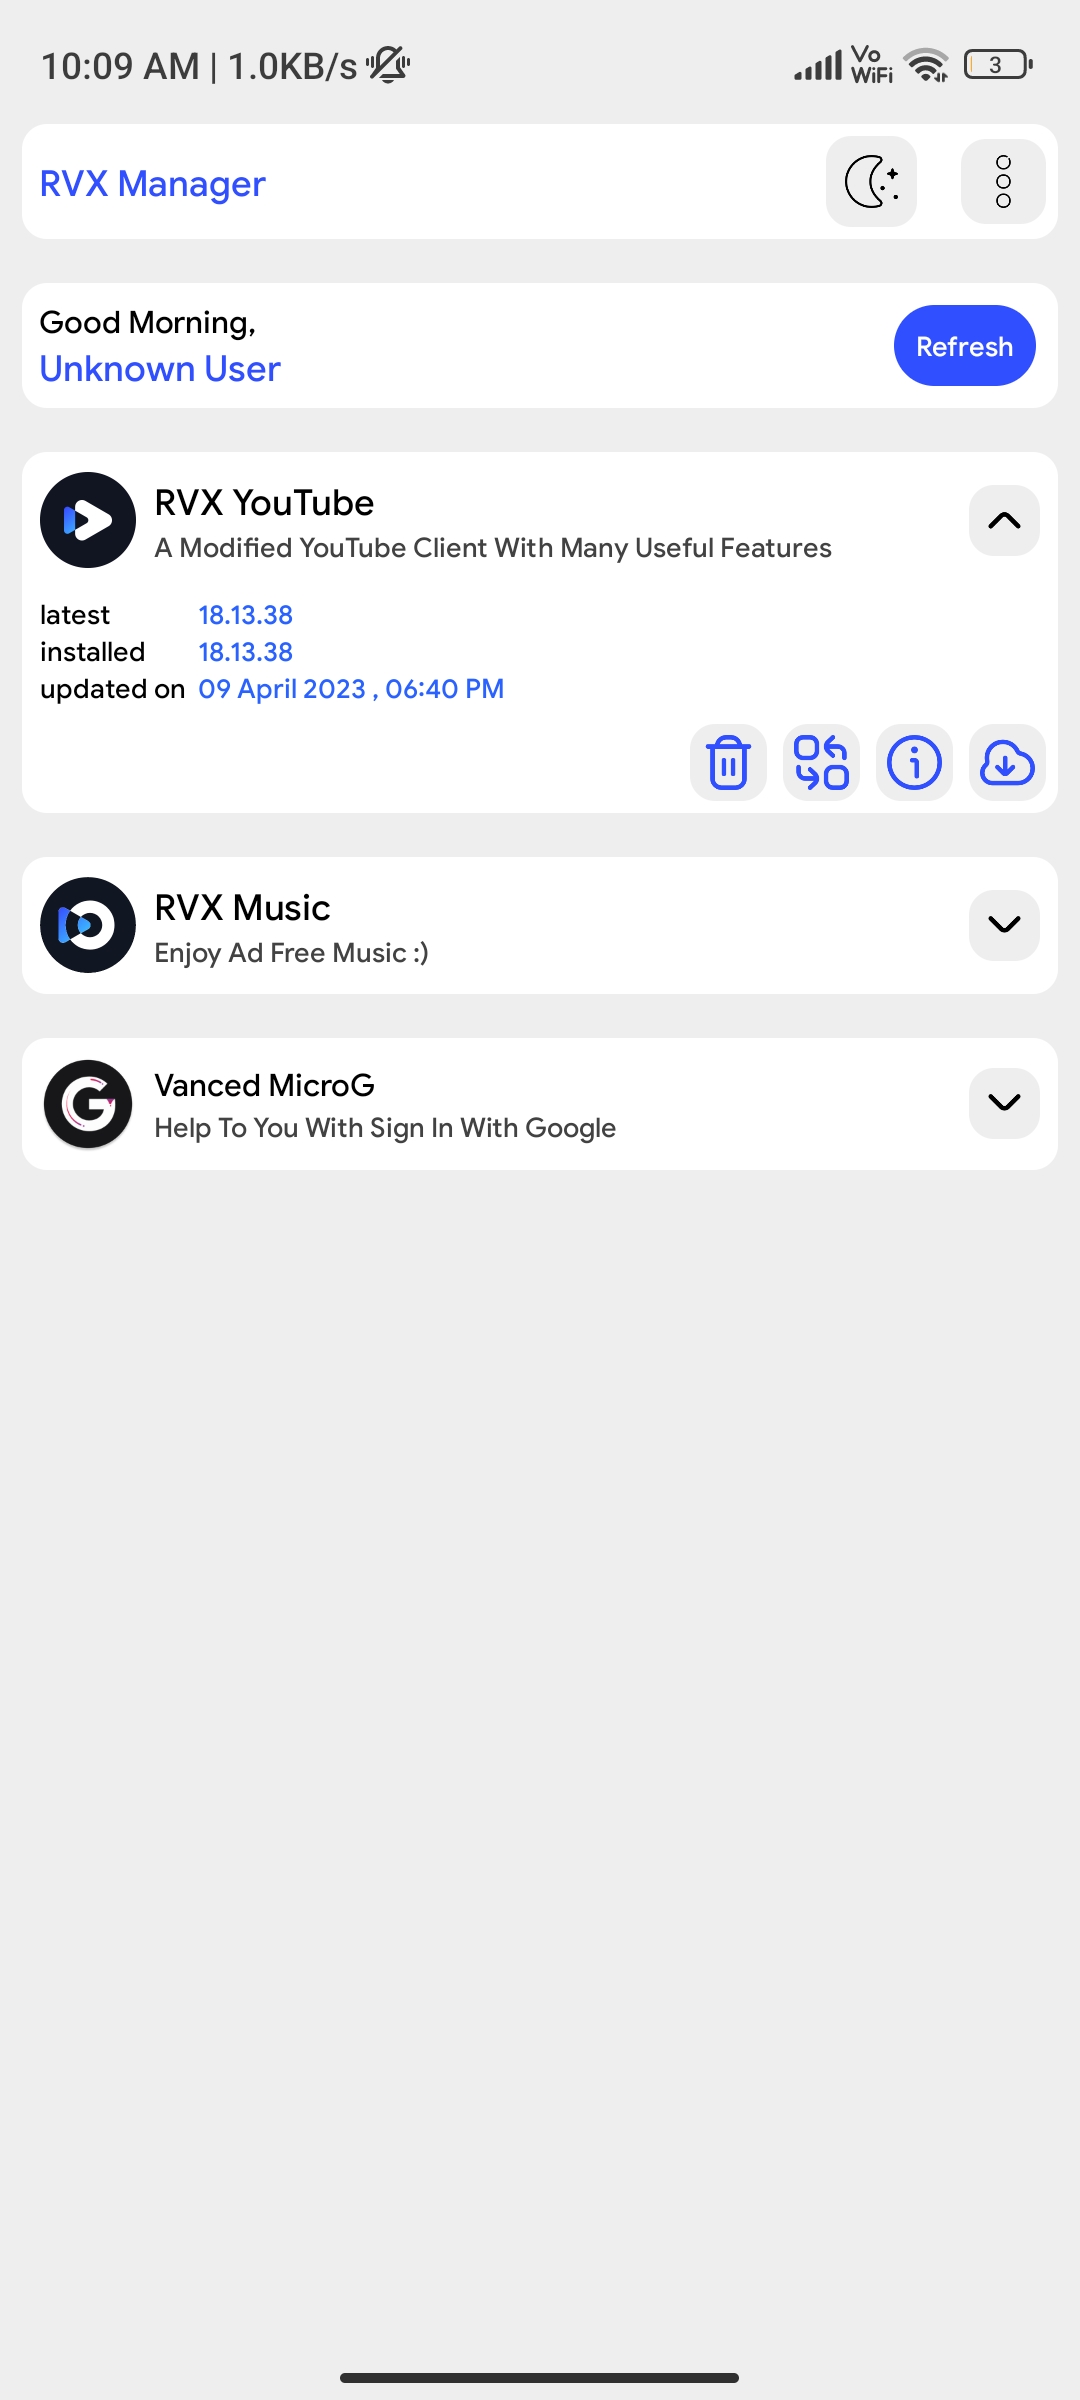 10:09 AM | 1.0KB/s
Vo
WiFi
3
RVX Manager
Good Morning,
Unknown User
Refresh
RVX YouTube
A Modified YouTube Client With Many Useful Features
latest 18.13.38
installed 18.13.38
updated on 09 April 2023 , 06:40 PM
RVX Music
Enjoy Ad Free Music :)
Vanced MicroG
Help To You With Sign In With Google